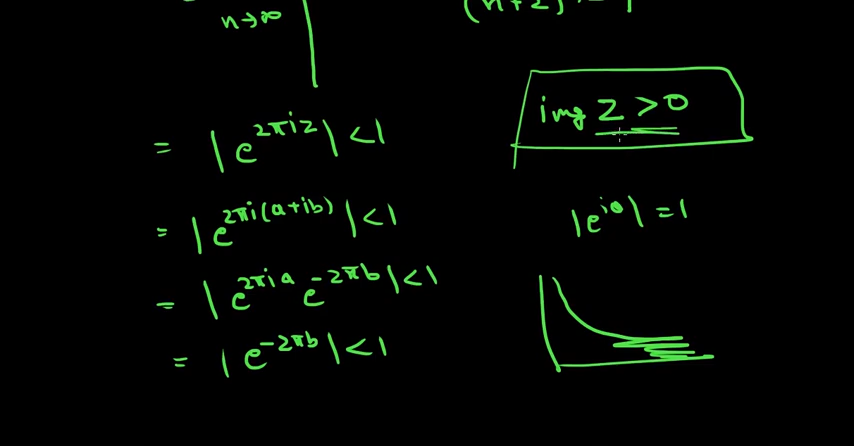 n→∞
= |e^{2πiz}| < 1
img z > 0
= |e^{2πi(a+ib)}| < 1
|e^{iθ}| = 1
= |e^{2πia} e^{-2πb}| < 1
= |e^{-2πb}| < 1